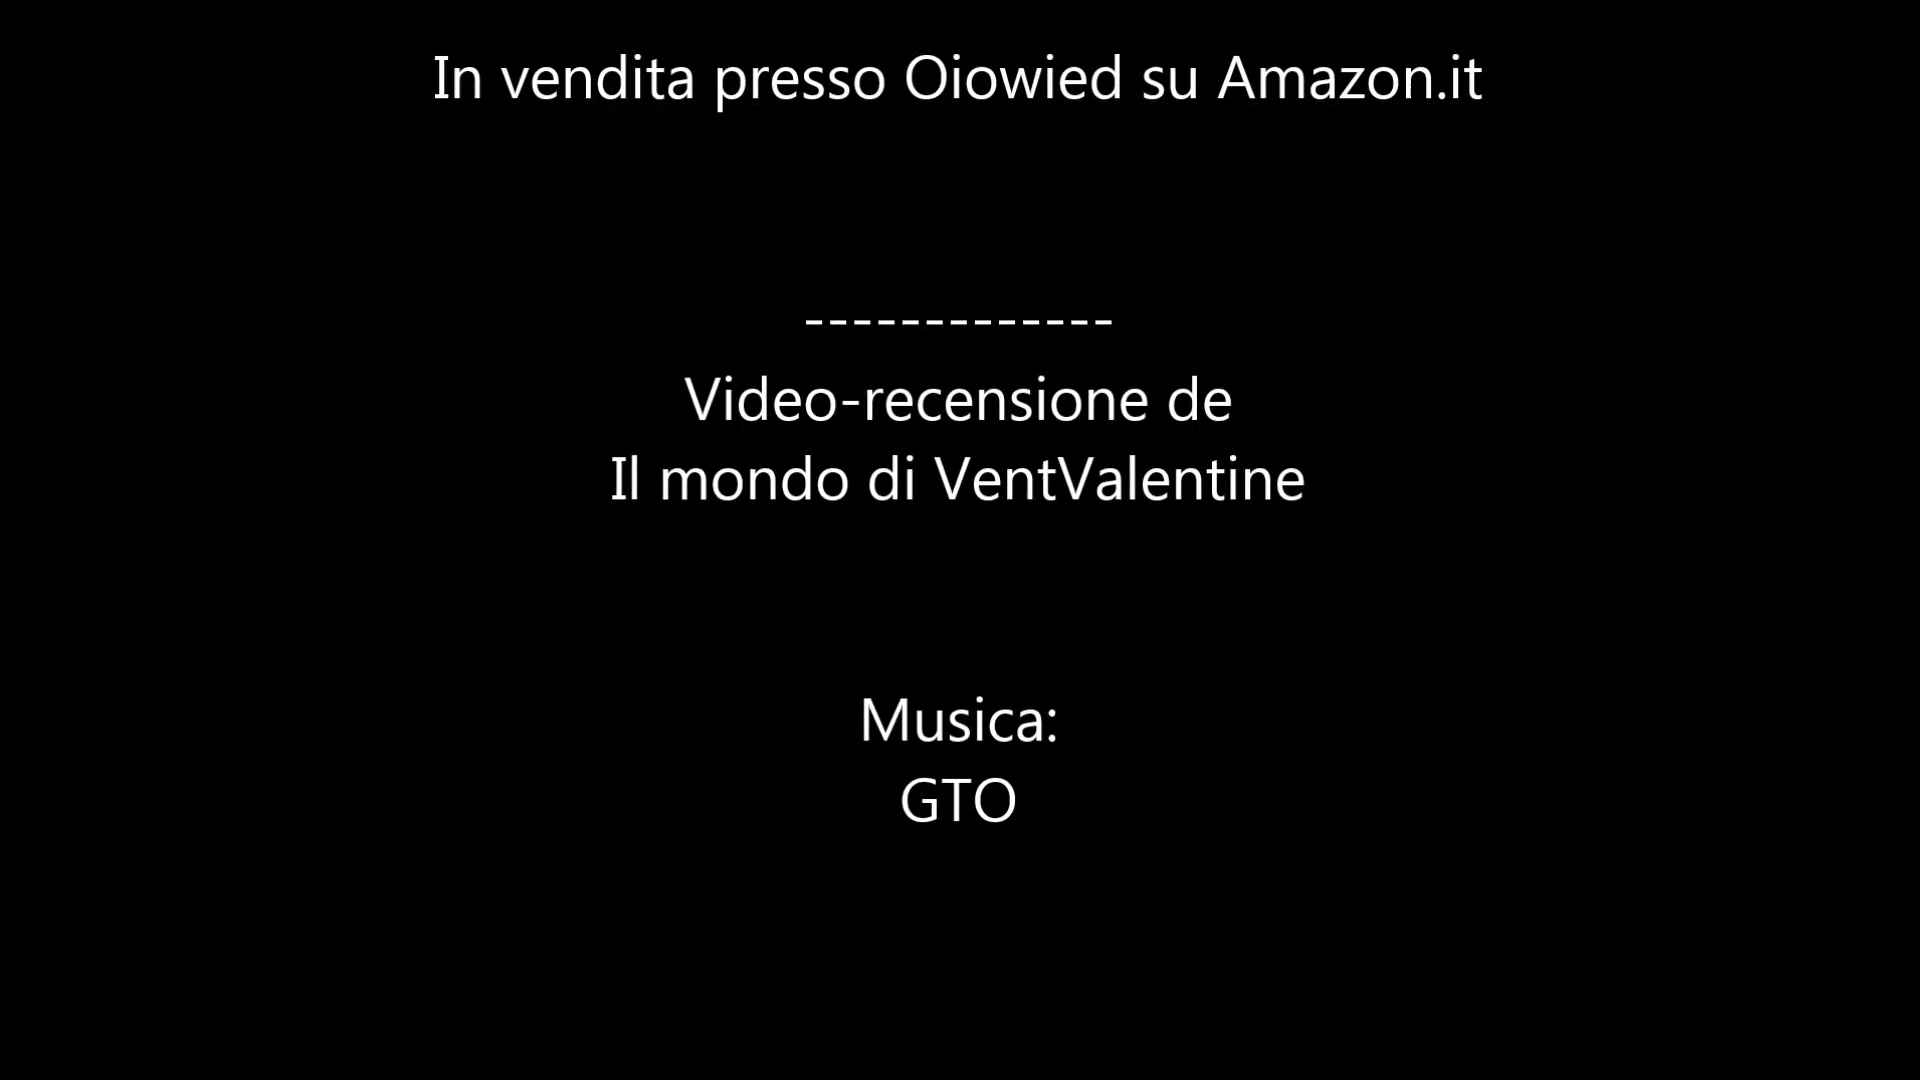 In vendita presso Oiowied su Amazon.it
-------------
Video-recensione de
Il mondo di VentValentine
Musica:
GTO